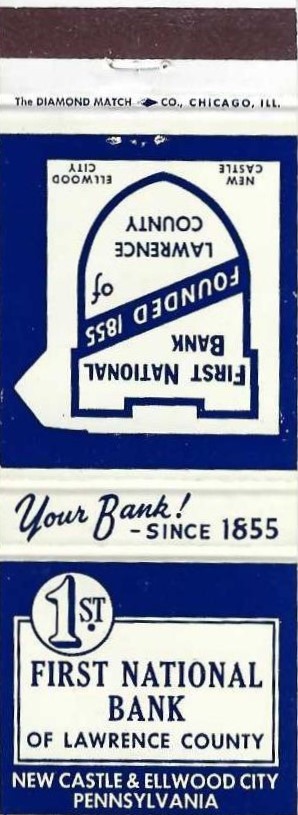 The DIAMOND MATCH CO., CHICAGO, ILL.
FIRST NATIONAL
BANK
FOUNDED 1855
of
LAWRENCE
COUNTY
NEW
CASTLE
ELLWOOD
CITY
Your Bank!
- SINCE 1855
1ST.
FIRST NATIONAL
BANK
OF LAWRENCE COUNTY
NEW CASTLE & ELLWOOD CITY
PENNSYLVANIA